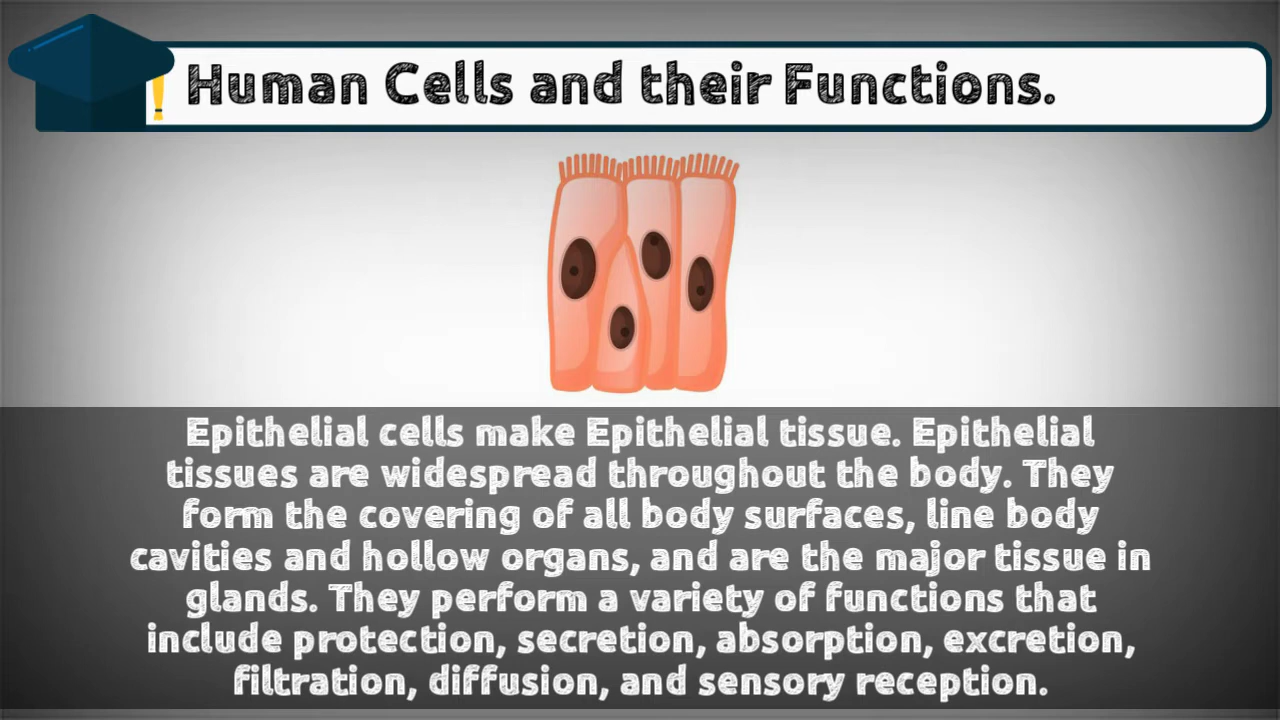 Human Cells and their Functions.
Epithelial cells make Epithelial tissue. Epithelial
tissues are widespread throughout the body. They
form the covering of all body surfaces, line body
cavities and hollow organs, and are the major tissue in
glands. They perform a variety of functions that
include protection, secretion, absorption, excretion,
filtration, diffusion, and sensory reception.